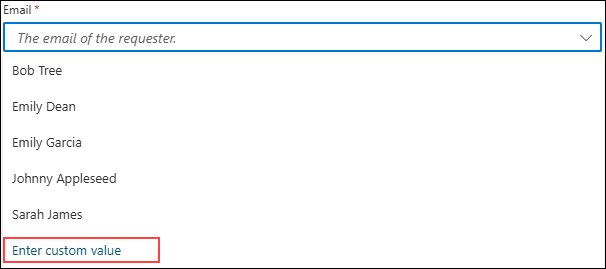 Email *
The email of the requester.
Bob Tree
Emily Dean
Emily Garcia
Johnny Appleseed
Sarah James
Enter custom value